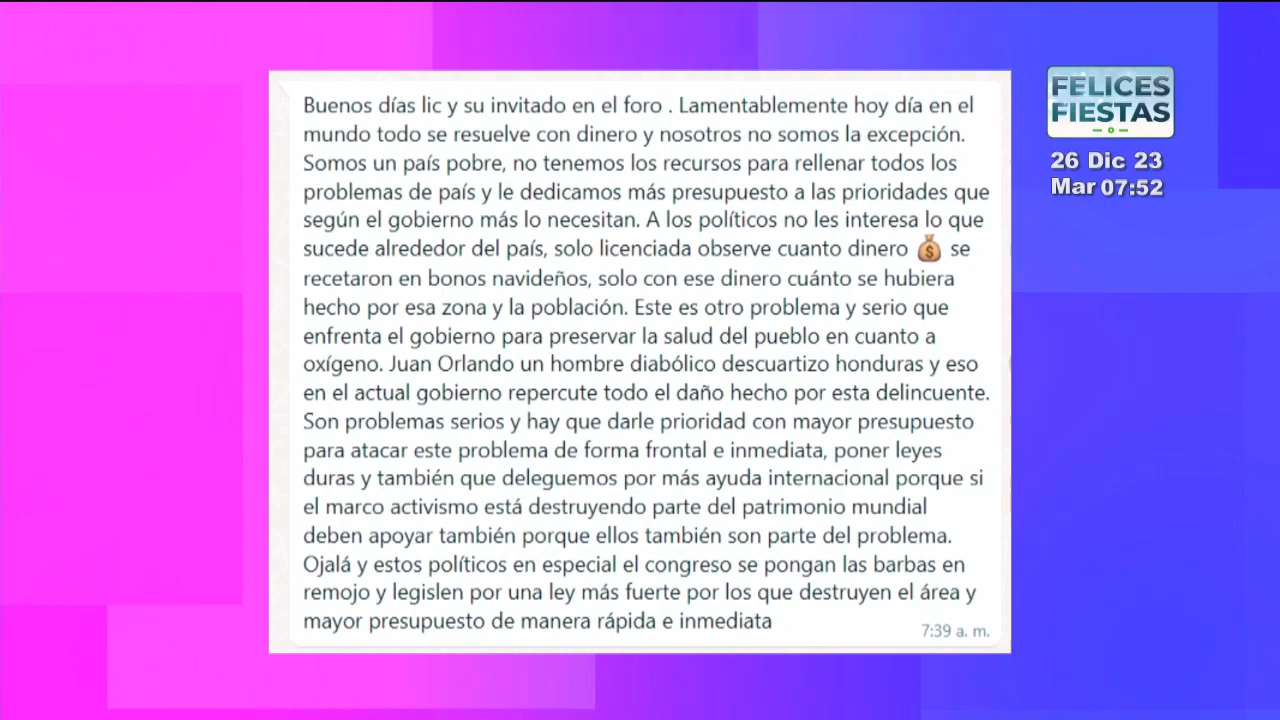 Buenos días lic y su invitado en el foro . Lamentablemente hoy día en el
mundo todo se resuelve con dinero y nosotros no somos la excepción.
Somos un país pobre, no tenemos los recursos para rellenar todos los
problemas de país y le dedicamos más presupuesto a las prioridades que
según el gobierno más lo necesitan. A los políticos no les interesa lo que
sucede alrededor del país, solo licenciada observe cuanto dinero 💰 se
recetaron en bonos navideños, solo con ese dinero cuánto se hubiera
hecho por esa zona y la población. Este es otro problema y serio que
enfrenta el gobierno para preservar la salud del pueblo en cuanto a
oxígeno. Juan Orlando un hombre diabólico descuartizo honduras y eso
en el actual gobierno repercute todo el daño hecho por esta delincuente.
Son problemas serios y hay que darle prioridad con mayor presupuesto
para atacar este problema de forma frontal e inmediata, poner leyes
duras y también que deleguemos por más ayuda internacional porque si
el marco activismo está destruyendo parte del patrimonio mundial
deben apoyar también porque ellos también son parte del problema.
Ojalá y estos políticos en especial el congreso se pongan las barbas en
remojo y legislen por una ley más fuerte por los que destruyen el área y
mayor presupuesto de manera rápida e inmediata
7:39 a. m.
FELICES
FIESTAS
26 Dic 23
Mar 07:52